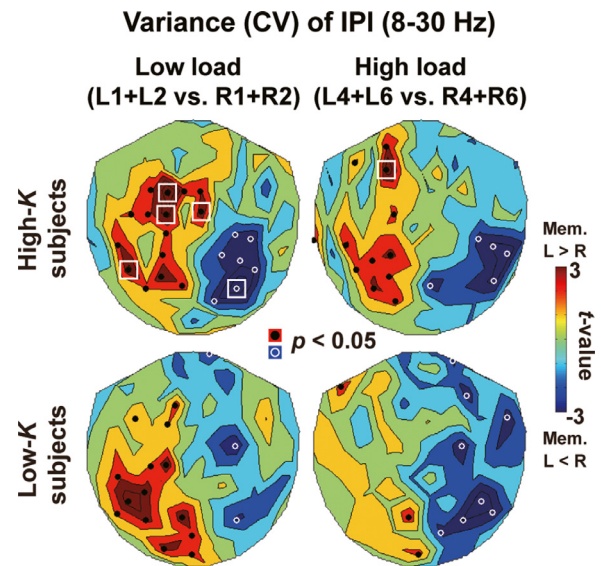 Variance (CV) of IPI (8-30 Hz)
Low load
(L1+L2 vs. R1+R2)
High load
(L4+L6 vs. R4+R6)
High-K
subjects
Mem.
L > R
3
t-value
-3
Mem.
L < R
p < 0.05
Low-K
subjects